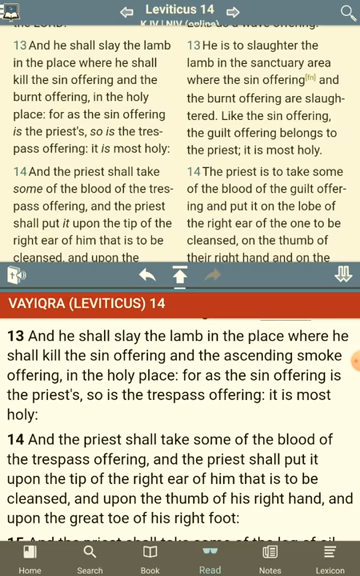 Leviticus 14
KJV | NIV (online)
13 And he shall slay the lamb
in the place where he shall
kill the sin offering and the
burnt offering, in the holy
place: for as the sin offering
is the priest's, so is the tres-
pass offering: it is most holy:
14 And the priest shall take
some of the blood of the tres-
pass offering, and the priest
shall put it upon the tip of the
right ear of him that is to be
cleansed, and upon the
13 He is to slaughter the
lamb in the sanctuary area
where the sin offering[fn] and
the burnt offering are slaugh-
tered. Like the sin offering,
the guilt offering belongs to
the priest; it is most holy.
14 The priest is to take some
of the blood of the guilt offer-
ing and put it on the lobe of
the right ear of the one to be
cleansed, on the thumb of
their right hand and on the
VAYIQRA (LEVITICUS) 14
13 And he shall slay the lamb in the place where he
shall kill the sin offering and the ascending smoke
offering, in the holy place: for as the sin offering is
the priest's, so is the trespass offering: it is most
holy:
14 And the priest shall take some of the blood of
the trespass offering, and the priest shall put it
upon the tip of the right ear of him that is to be
cleansed, and upon the thumb of his right hand, and
upon the great toe of his right foot:
15 And the priest shall take some of the log of oil
Home
Search
Book
Read
Notes
Lexicon